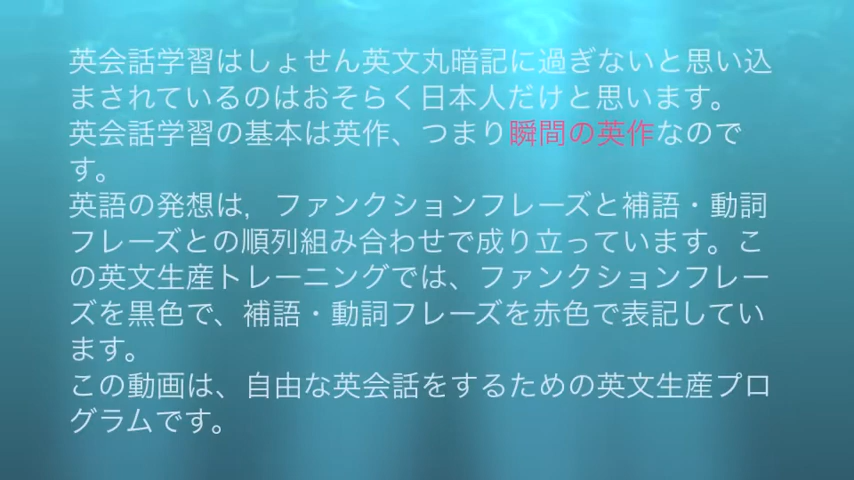 英会話学習はしょせん英文丸暗記に過ぎないと思い込
まされているのはおそらく日本人だけと思います。
英会話学習の基本は英作、つまり瞬間の英作なので
す。
英語の発想は，ファンクションフレーズと補語・動詞
フレーズとの順列組み合わせで成り立っています。こ
の英文生産トレーニングでは、ファンクションフレー
ズを黒色で、補語・動詞フレーズを赤色で表記してい
ます。
この動画は、自由な英会話をするための英文生産プロ
グラムです。